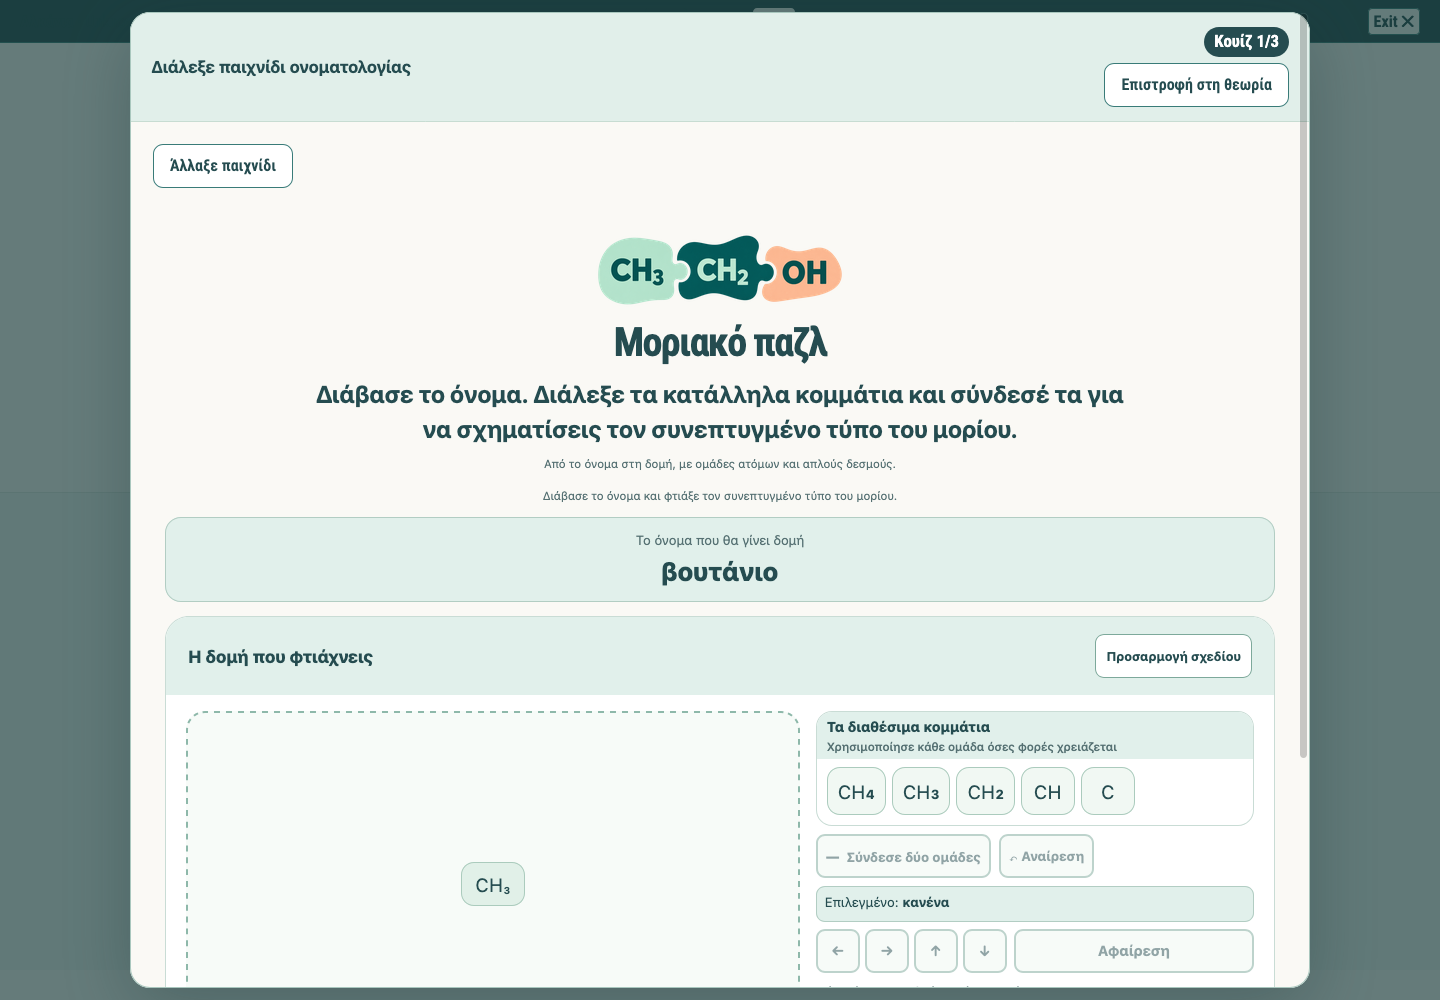 Exit ✕
Διάλεξε παιχνίδι ονοματολογίας
Κουίζ 1/3
Επιστροφή στη θεωρία
Άλλαξε παιχνίδι
CH₃ CH₂ OH
Μοριακό παζλ
Διάβασε το όνομα. Διάλεξε τα κατάλληλα κομμάτια και σύνδεσέ τα για
να σχηματίσεις τον συνεπτυγμένο τύπο του μορίου.
Από το όνομα στη δομή, με ομάδες ατόμων και απλούς δεσμούς.
Διάβασε το όνομα και φτιάξε τον συνεπτυγμένο τύπο του μορίου.
Το όνομα που θα γίνει δομή
βουτάνιο
Η δομή που φτιάχνεις
Προσαρμογή σχεδίου
CH₃
Τα διαθέσιμα κομμάτια
Χρησιμοποίησε κάθε ομάδα όσες φορές χρειάζεται
CH₄ CH₃ CH₂ CH C
— Σύνδεσε δύο ομάδες
↶ Αναίρεση
Επιλεγμένο: κανένα
← → ↑ ↓ Αφαίρεση